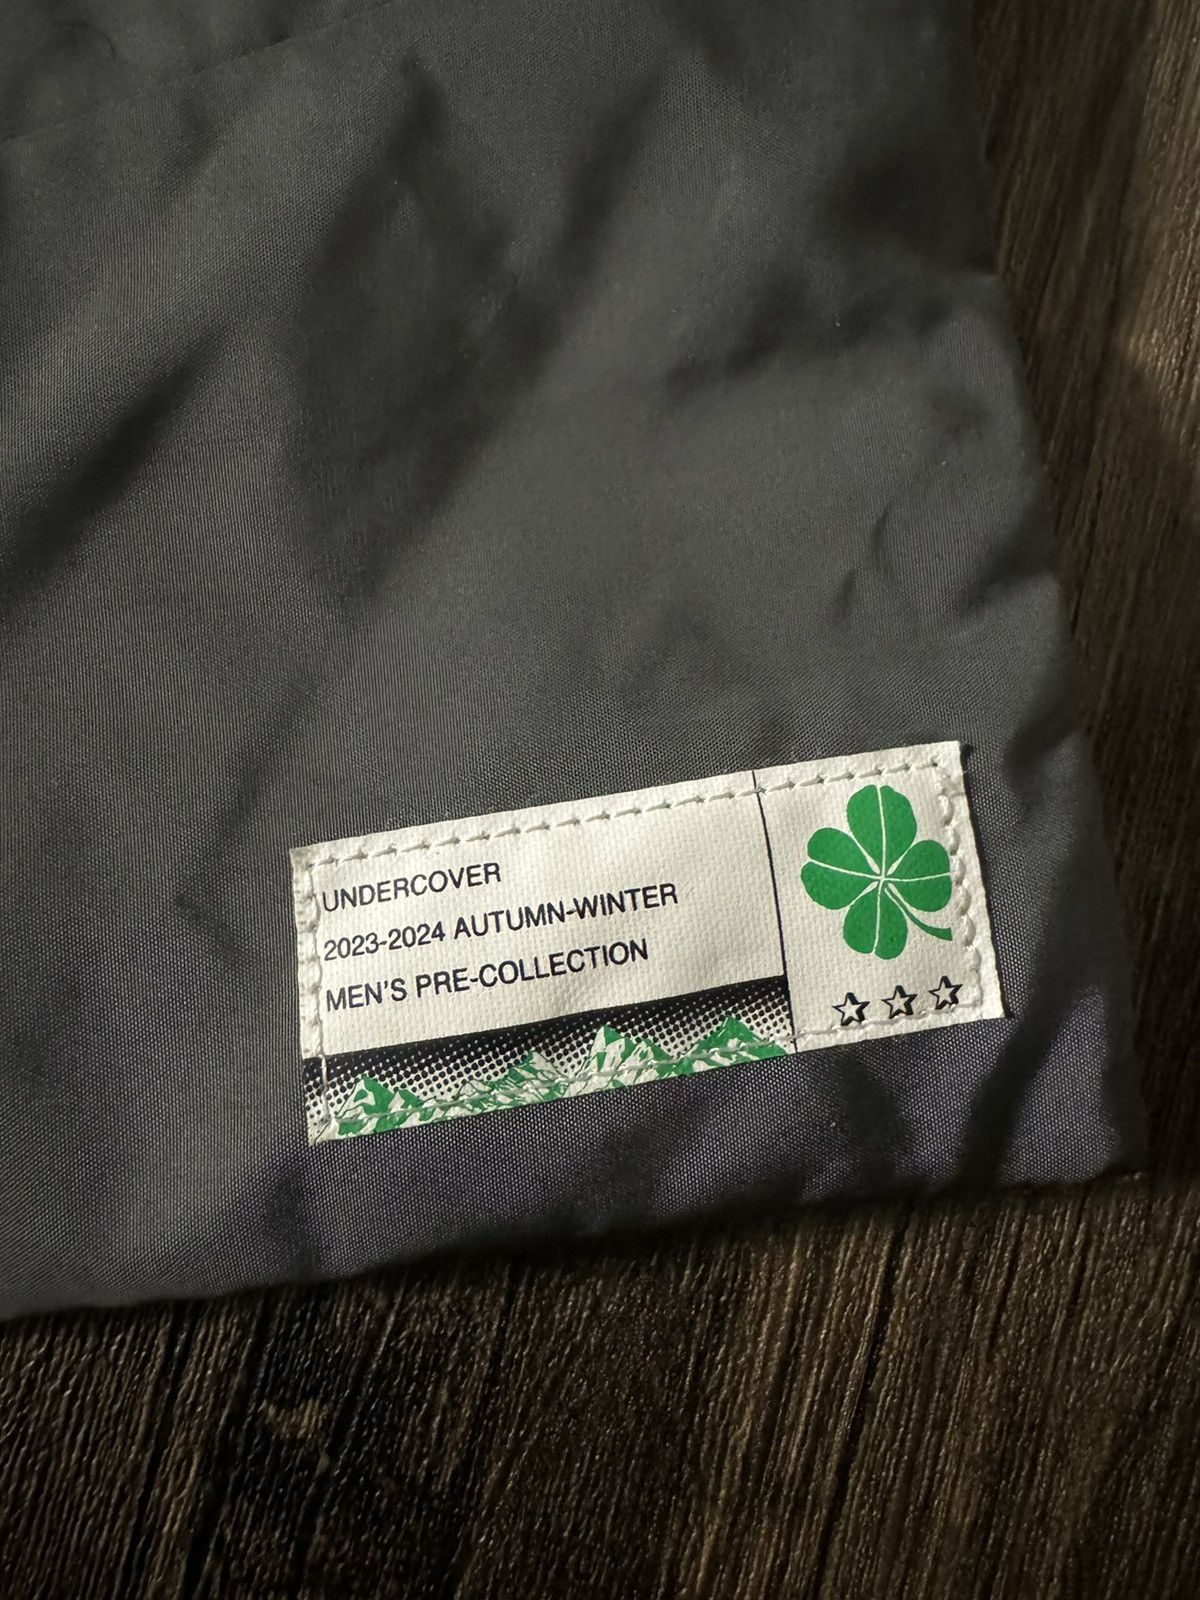 UNDERCOVER
2023-2024 AUTUMN-WINTER
MEN'S PRE-COLLECTION